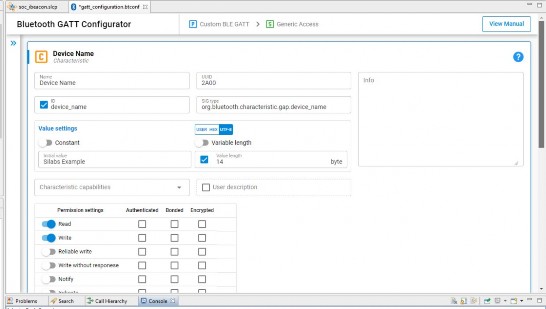 soc_ibeacon.slcp
*gatt_configuration.btconf
Bluetooth GATT Configurator
P Custom BLE GATT > S Generic Access
View Manual
»
C Device Name
Characteristic
?
Name
Device Name
UUID
2A00
Info
ID
device_name
SIG type
org.bluetooth.characteristic.gap.device_name
Value settings
USER HEX UTF-8
Constant
Variable length
Initial value
Silabs Example
Value length
14 byte
Characteristic capabilities
User description
Permission settings Authenticated Bonded Encrypted
Read
Write
Reliable write
Write without responese
Notify
Problems Search Call Hierarchy Console